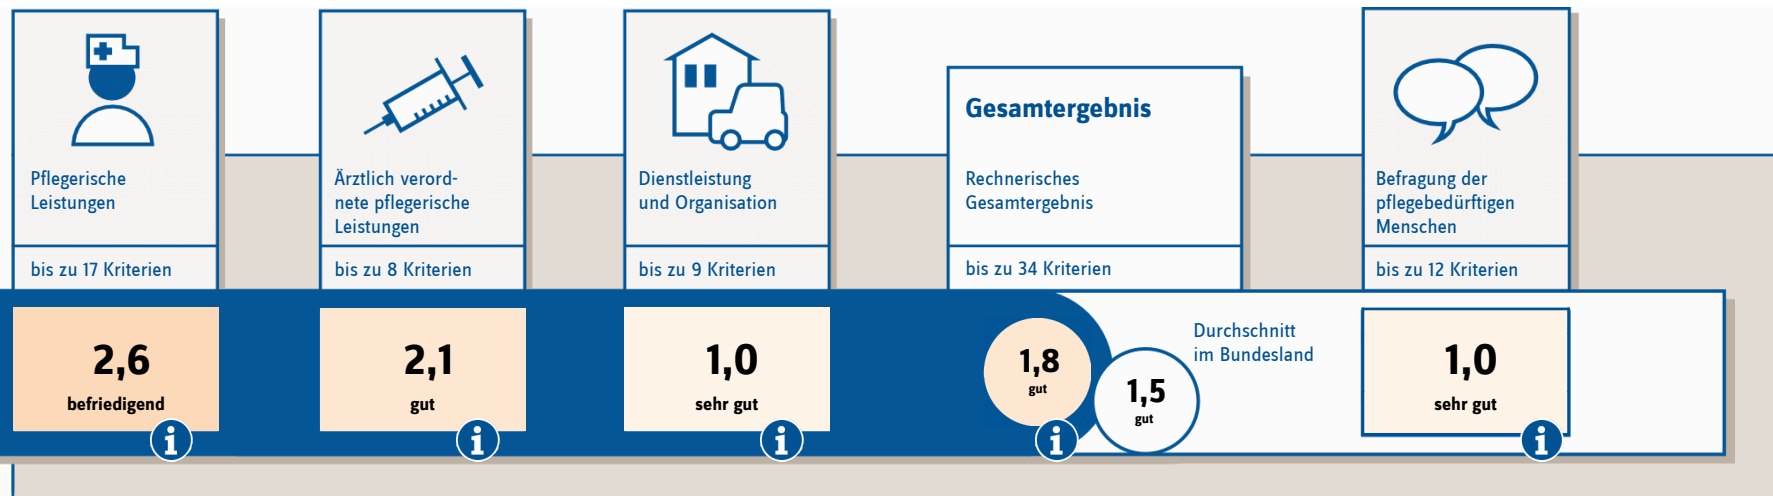 Pflegerische
Leistungen
bis zu 17 Kriterien
2,6
befriedigend
i
Ärztlich verord-
nete pflegerische
Leistungen
bis zu 8 Kriterien
2,1
gut
i
Dienstleistung
und Organisation
bis zu 9 Kriterien
1,0
sehr gut
i
Gesamtergebnis
Rechnerisches
Gesamtergebnis
bis zu 34 Kriterien
1,8
gut
i
1,5
gut
Durchschnitt
im Bundesland
Befragung der
pflegebedürftigen
Menschen
bis zu 12 Kriterien
1,0
sehr gut
i